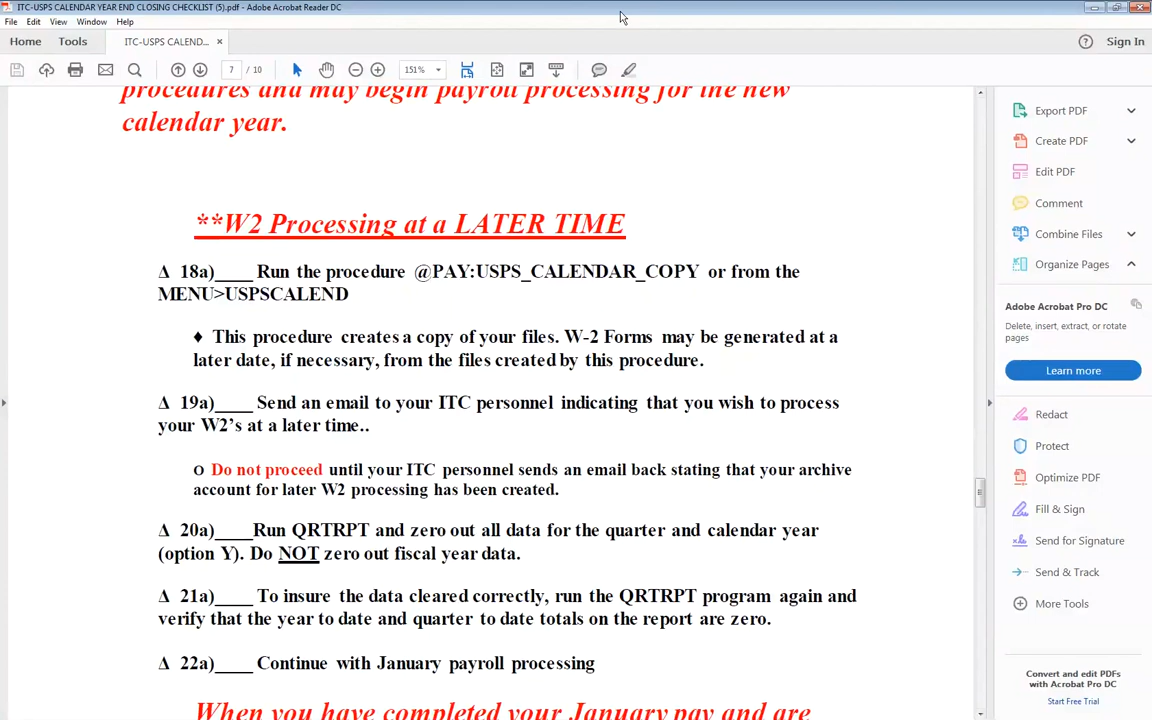 ITC-USPS CALENDAR YEAR END CLOSING CHECKLIST (5).pdf - Adobe Acrobat Reader DC
File Edit View Window Help
Home Tools ITC-USPS CALEND... × Sign In
7 / 10 151%
procedures and may begin payroll processing for the new
calendar year.
**W2 Processing at a LATER TIME
Δ 18a)____ Run the procedure @PAY:USPS_CALENDAR_COPY or from the
MENU>USPSCALEND
♦ This procedure creates a copy of your files. W-2 Forms may be generated at a
later date, if necessary, from the files created by this procedure.
Δ 19a)____ Send an email to your ITC personnel indicating that you wish to process
your W2's at a later time..
O Do not proceed until your ITC personnel sends an email back stating that your archive
account for later W2 processing has been created.
Δ 20a)____Run QRTRPT and zero out all data for the quarter and calendar year
(option Y). Do NOT zero out fiscal year data.
Δ 21a)____ To insure the data cleared correctly, run the QRTRPT program again and
verify that the year to date and quarter to date totals on the report are zero.
Δ 22a)____ Continue with January payroll processing
When you have completed your January pay and are
Export PDF
Create PDF
Edit PDF
Comment
Combine Files
Organize Pages
Adobe Acrobat Pro DC
Delete, insert, extract, or rotate
pages
Learn more
Redact
Protect
Optimize PDF
Fill & Sign
Send for Signature
Send & Track
More Tools
Convert and edit PDFs
with Acrobat Pro DC
Start Free Trial